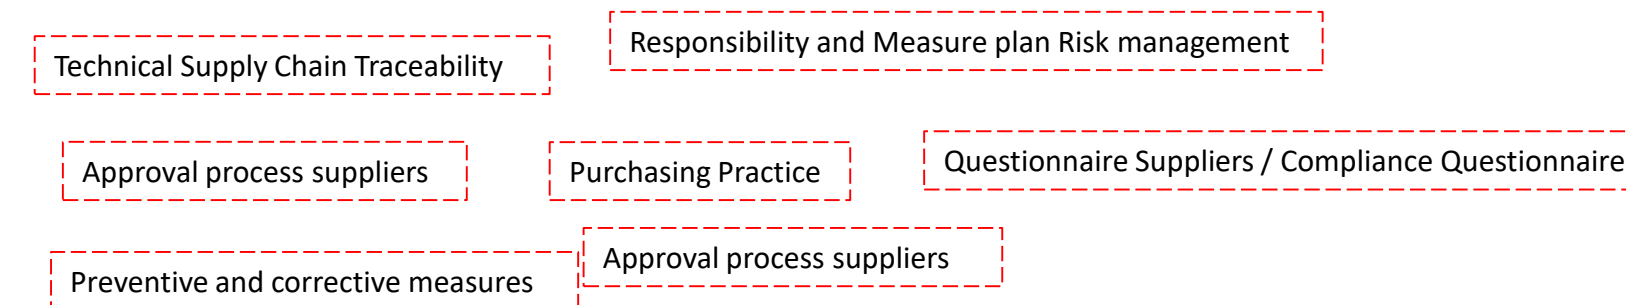 Responsibility and Measure plan Risk management
Technical Supply Chain Traceability
Approval process suppliers
Purchasing Practice
Questionnaire Suppliers / Compliance Questionnaire
Approval process suppliers
Preventive and corrective measures